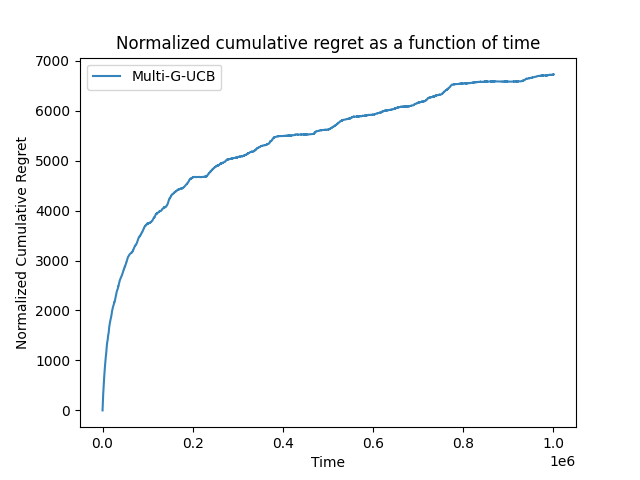 Normalized cumulative regret as a function of time
Multi-G-UCB
Normalized Cumulative Regret
7000
6000
5000
4000
3000
2000
1000
0
0.0 0.2 0.4 0.6 0.8 1.0
1e6
Time